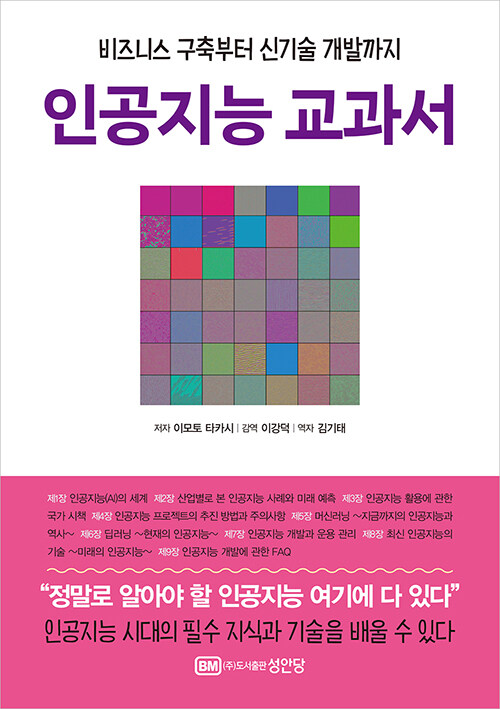 비즈니스 구축부터 신기술 개발까지
인공지능 교과서
저자 이모토 타카시 | 감역 이강덕 | 역자 김기태
제1장 인공지능(AI)의 세계 제2장 산업별로 본 인공지능 사례와 미래 예측 제3장 인공지능 활용에 관한
국가 시책 제4장 인공지능 프로젝트의 추진 방법과 주의사항 제5장 머신러닝 ~지금까지의 인공지능과
역사~ 제6장 딥러닝 ~현재의 인공지능~ 제7장 인공지능 개발과 운용 관리 제8장 최신 인공지능의
기술 ~미래의 인공지능~ 제9장 인공지능 개발에 관한 FAQ
“정말로 알아야 할 인공지능 여기에 다 있다”
인공지능 시대의 필수 지식과 기술을 배울 수 있다
BM (주)도서출판 성안당